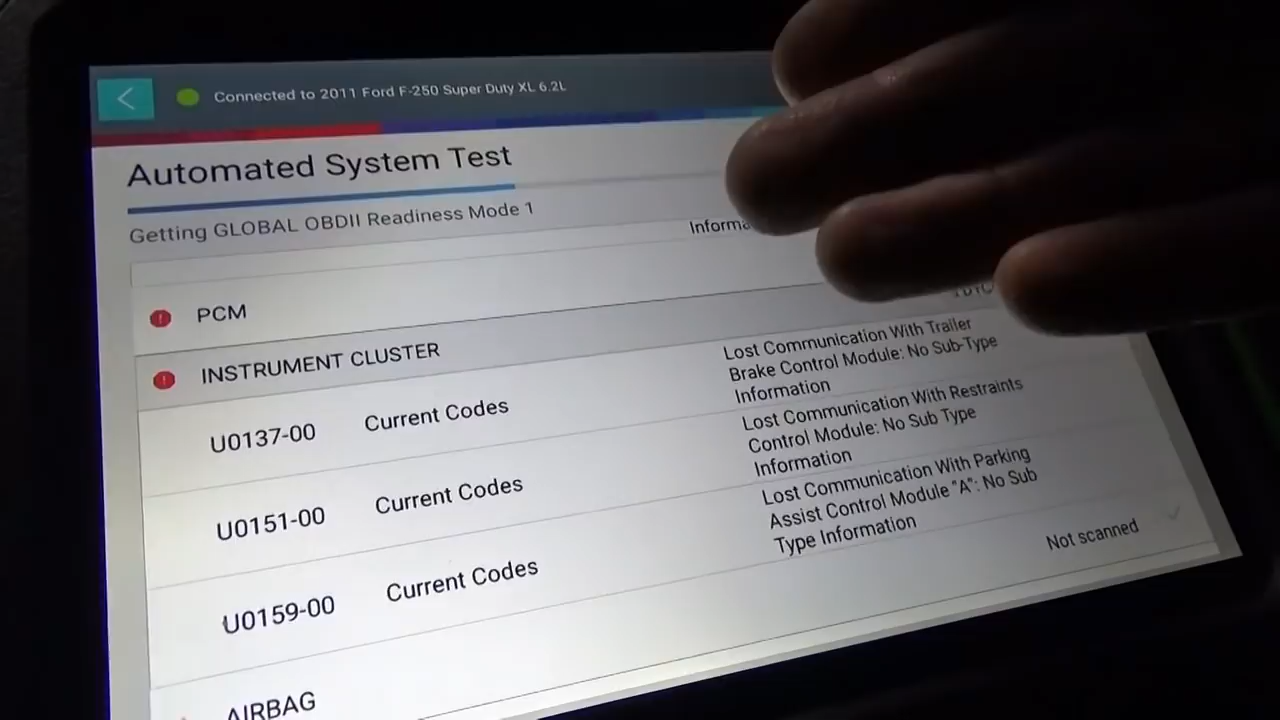 Connected to 2011 Ford F-250 Super Duty XL 6.2L
Automated System Test
Getting GLOBAL OBDII Readiness Mode 1
PCM
INSTRUMENT CLUSTER
U0137-00 Current Codes
Lost Communication With Trailer
Brake Control Module: No Sub-Type
Information
U0151-00 Current Codes
Lost Communication With Restraints
Control Module: No Sub Type
Information
U0159-00 Current Codes
Lost Communication With Parking
Assist Control Module "A": No Sub
Type Information
AIRBAG
Not scanned